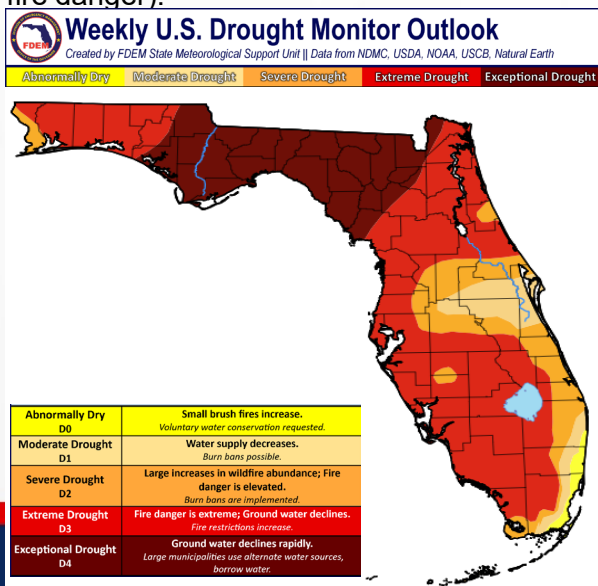 fire danger).
FDEM
Weekly U.S. Drought Monitor Outlook
Created by FDEM State Meteorological Support Unit || Data from NDMC, USDA, NOAA, USCB, Natural Earth
Abnormally Dry Moderate Drought Severe Drought Extreme Drought Exceptional Drought
Abnormally Dry
D0
Small brush fires increase.
Voluntary water conservation requested.
Moderate Drought
D1
Water supply decreases.
Burn bans possible.
Severe Drought
D2
Large increases in wildfire abundance; Fire
danger is elevated.
Burn bans are implemented.
Extreme Drought
D3
Fire danger is extreme; Ground water declines.
Fire restrictions increase.
Exceptional Drought
D4
Ground water declines rapidly.
Large municipalities use alternate water sources,
borrow water.